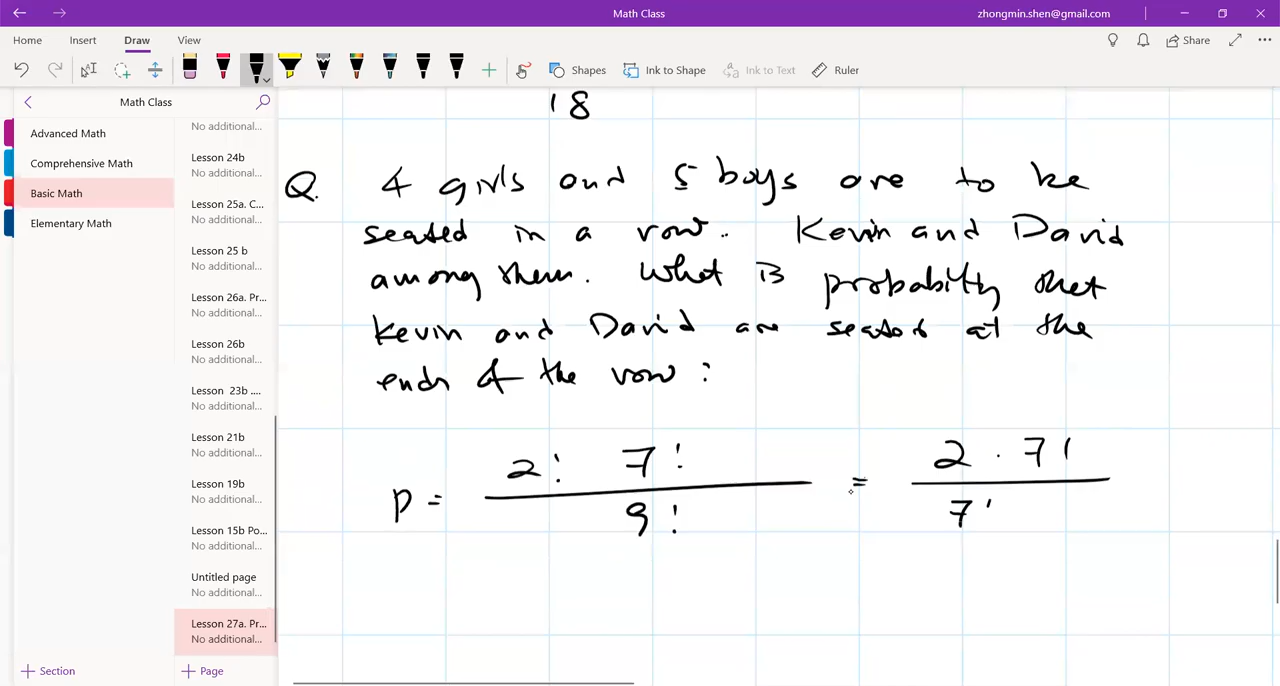 Math Class
zhongmin.shen@gmail.com
Home
Insert
Draw
View
Shapes
Ink to Shape
Ink to Text
Ruler
Share
Math Class
Advanced Math
Comprehensive Math
Basic Math
Elementary Math
No additional...
Lesson 24b
No additional...
Lesson 25a. C...
No additional...
Lesson 25 b
No additional...
Lesson 26a. Pr...
No additional...
Lesson 26b
No additional...
Lesson 23b ....
No additional...
Lesson 21b
No additional...
Lesson 19b
No additional...
Lesson 15b Po...
No additional...
Untitled page
No additional...
Lesson 27a. Pr...
No additional...
+ Section
+ Page
18
Q. 4 girls and 5 boys are to be
seated in a row. Kevin and David
among them. What is probability that
Kevin and David are seated at the
ends of the row:
2! 7! 2 · 7!
P = =
9! 7!